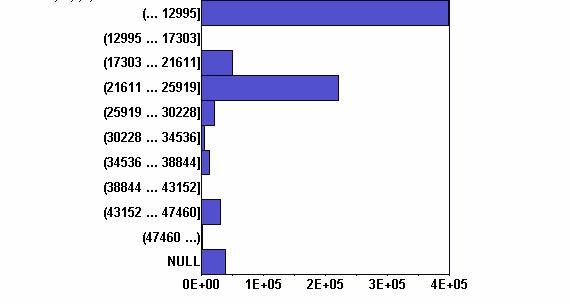 (... 12995]
(12995 ... 17303]
(17303 ... 21611]
(21611 ... 25919]
(25919 ... 30228]
(30228 ... 34536]
(34536 ... 38844]
(38844 ... 43152]
(43152 ... 47460]
(47460 ...)
NULL
0E+00 1E+05 2E+05 3E+05 4E+05